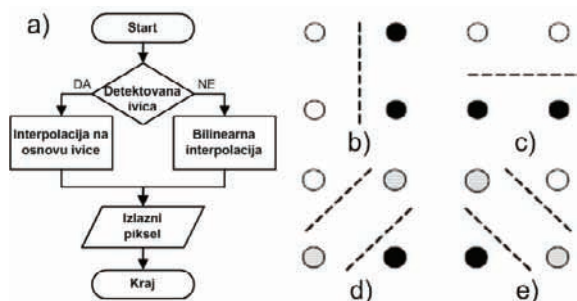 a)
Start
DA
NE
Detektovana
ivica
Interpolacija na
osnovu ivice
Bilinearna
interpolacija
Izlazni
piksel
Kraj
b)
c)
d)
e)